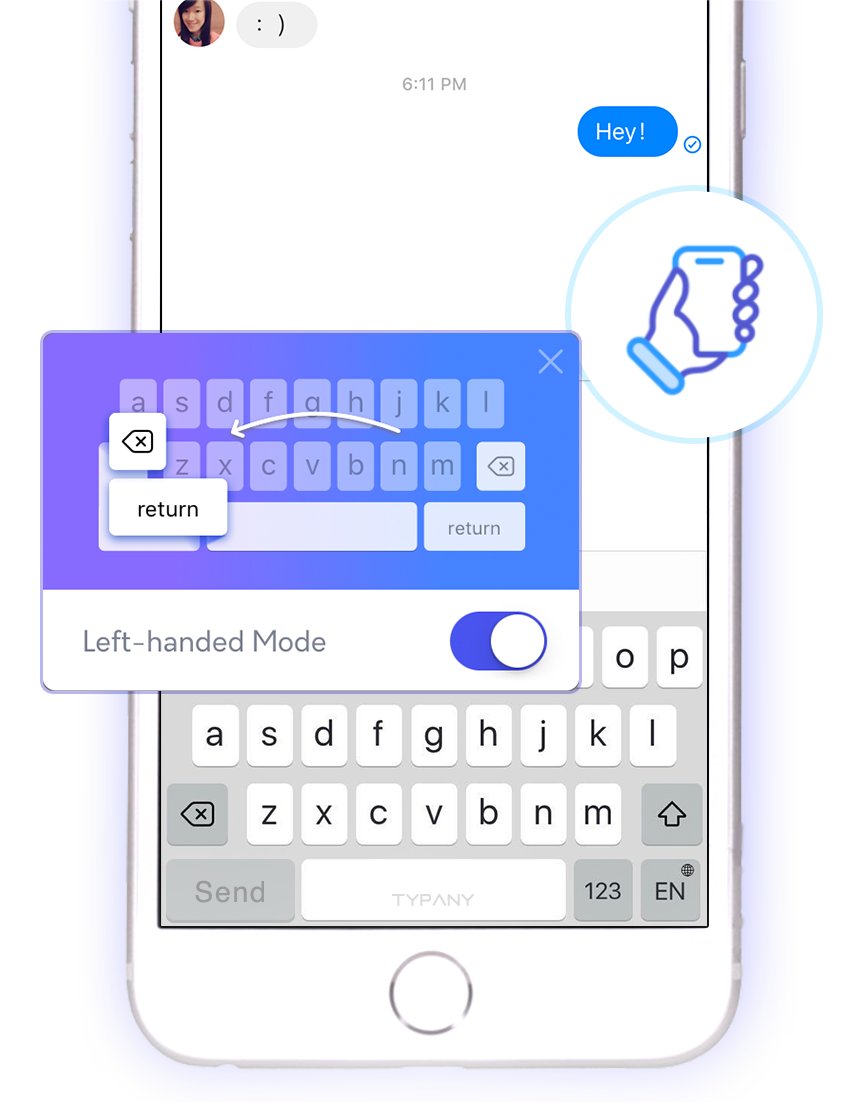 : )
6:11 PM
Hey!
a s d f g h j k l
z x c v b n m
return
return
Left-handed Mode
o p
a s d f g h j k l
z x c v b n m
Send
TYPANY
123
EN